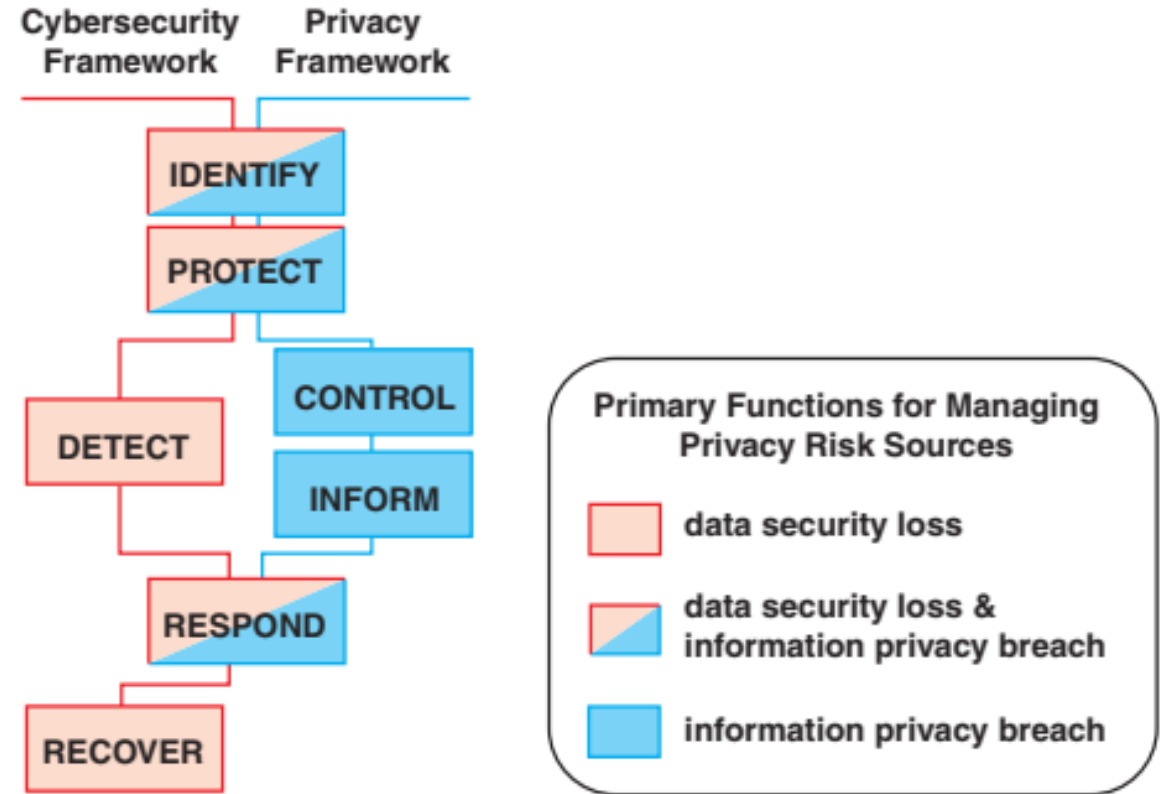 Cybersecurity
Framework
Privacy
Framework
IDENTIFY
PROTECT
CONTROL
DETECT
INFORM
RESPOND
RECOVER
Primary Functions for Managing
Privacy Risk Sources
data security loss
data security loss &
information privacy breach
information privacy breach